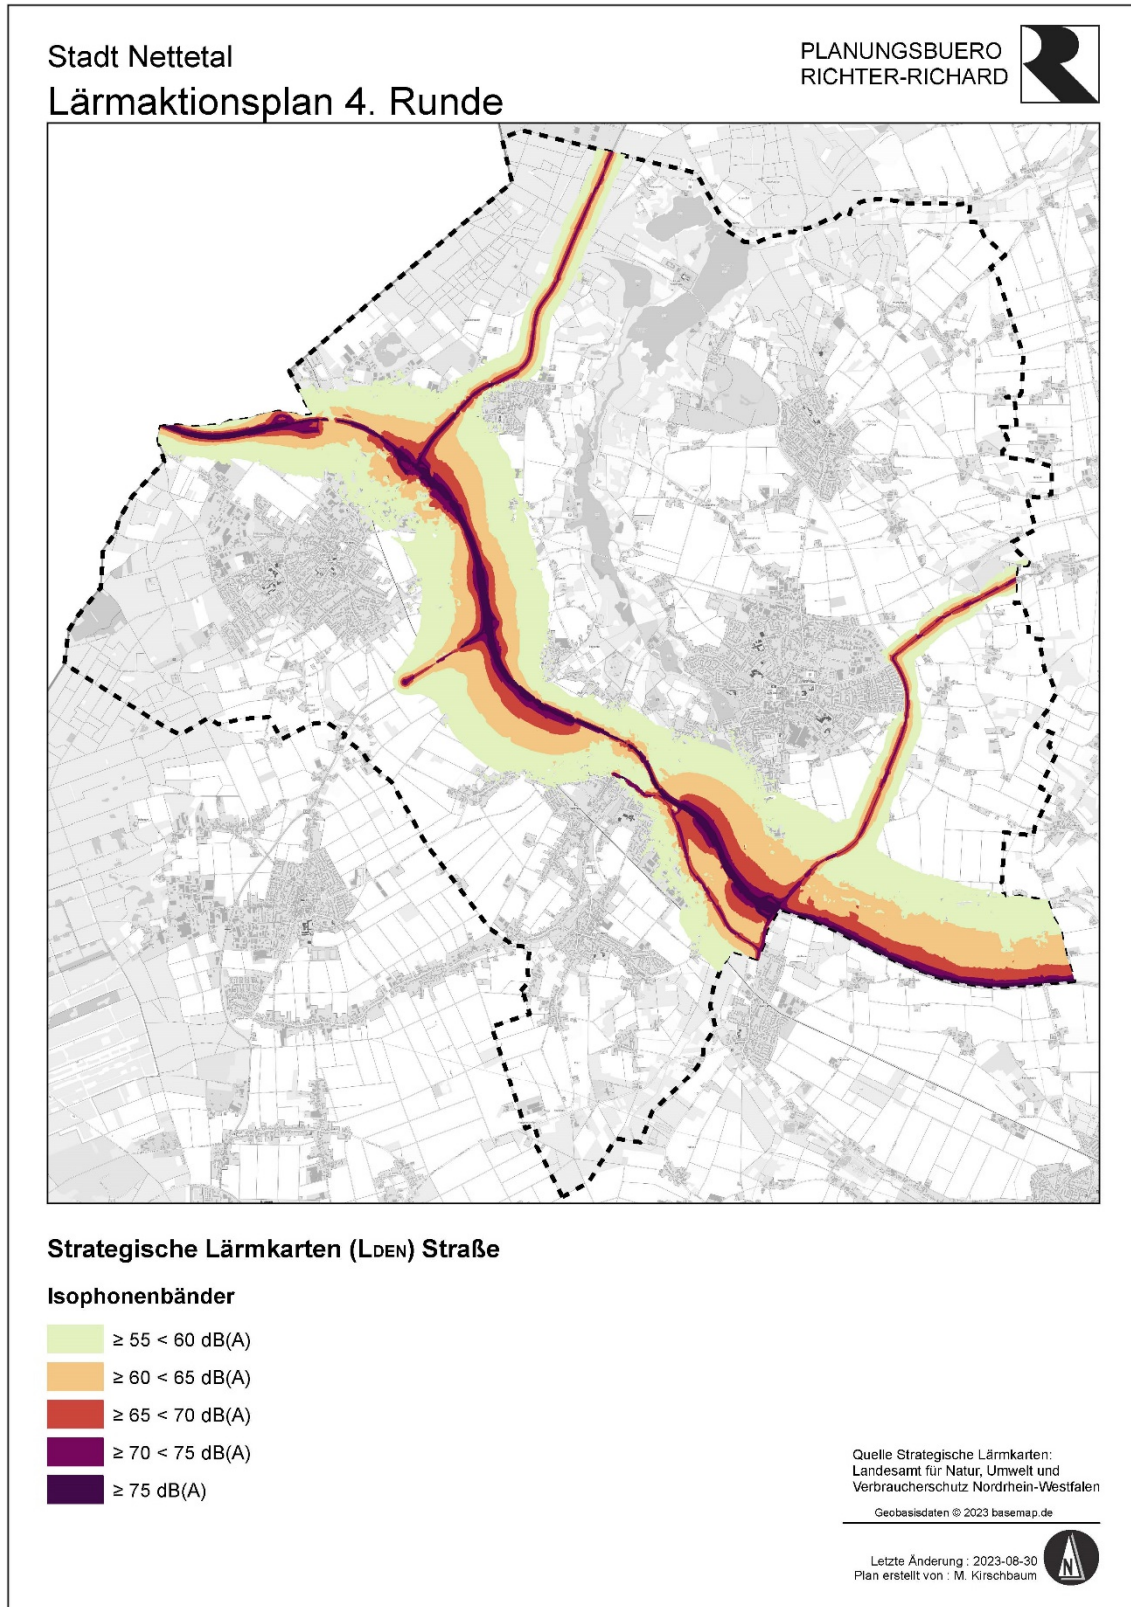 Stadt Nettetal
Lärmaktionsplan 4. Runde
PLANUNGSBUERO
RICHTER-RICHARD
Strategische Lärmkarten (LDEN) Straße
Isophonenbänder
≥ 55 < 60 dB(A)
≥ 60 < 65 dB(A)
≥ 65 < 70 dB(A)
≥ 70 < 75 dB(A)
≥ 75 dB(A)
Quelle Strategische Lärmkarten:
Landesamt für Natur, Umwelt und
Verbraucherschutz Nordrhein-Westfalen
Geobasisdaten © 2023 basemap.de
Letzte Änderung : 2023-08-30
Plan erstellt von : M. Kirschbaum
N